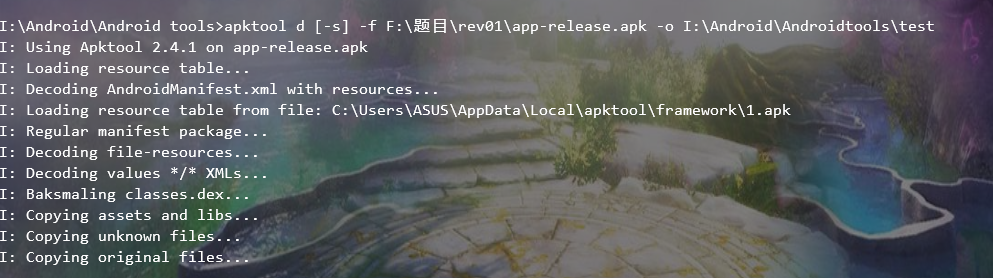 I:\Android\Android tools>apktool d [-s] -f F:\题目\rev01\app-release.apk -o I:\Android\Androidtools\test
I: Using Apktool 2.4.1 on app-release.apk
I: Loading resource table...
I: Decoding AndroidManifest.xml with resources...
I: Loading resource table from file: C:\Users\ASUS\AppData\Local\apktool\framework\1.apk
I: Regular manifest package...
I: Decoding file-resources...
I: Decoding values */* XMLs...
I: Baksmaling classes.dex...
I: Copying assets and libs...
I: Copying unknown files...
I: Copying original files...